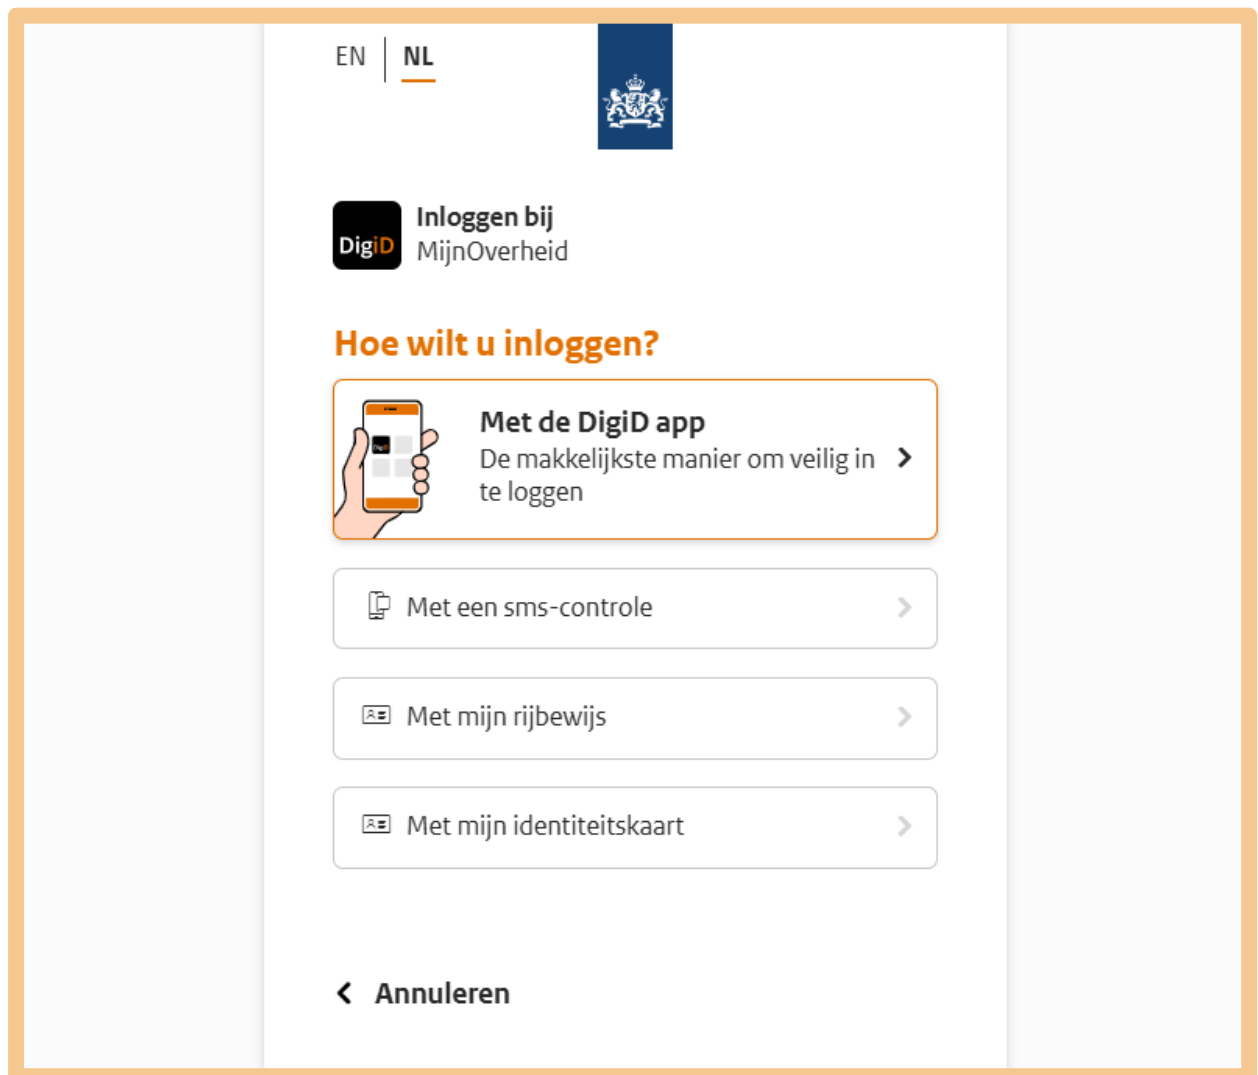 EN
NL
DigiD
Inloggen bij
MijnOverheid
Hoe wilt u inloggen?
Met de DigiD app
De makkelijkste manier om veilig in
te loggen
Met een sms-controle
Met mijn rijbewijs
Met mijn identiteitskaart
Annuleren